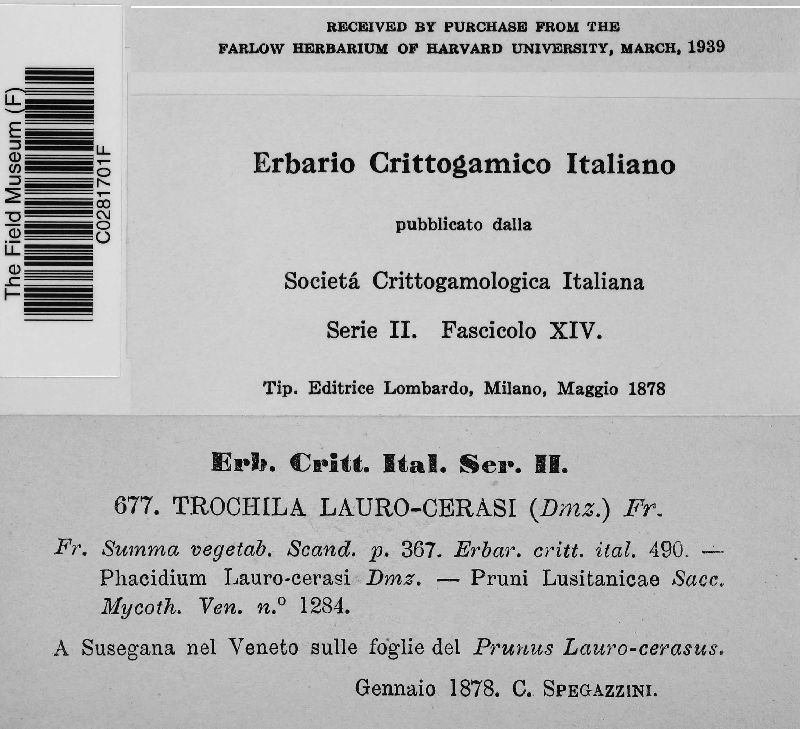 RECEIVED BY PURCHASE FROM THE
FARLOW HERBARIUM OF HARVARD UNIVERSITY, MARCH, 1939
The Field Museum (F)
C0281701F
Erbario Crittogamico Italiano
pubblicato dalla
Societá Crittogamologica Italiana
Serie II. Fascicolo XIV.
Tip. Editrice Lombardo, Milano, Maggio 1878
Erb. Critt. Ital. Ser. II.
677. TROCHILA LAURO-CERASI (Dmz.) Fr.
Fr. Summa vegetab. Scand. p. 367. Erbar. critt. ital. 490. —
Phacidium Lauro-cerasi Dmz. — Pruni Lusitanicae Sacc.
Mycoth. Ven. n.º 1284.
A Susegana nel Veneto sulle foglie del Prunus Lauro-cerasus.
Gennaio 1878. C. SPEGAZZINI.